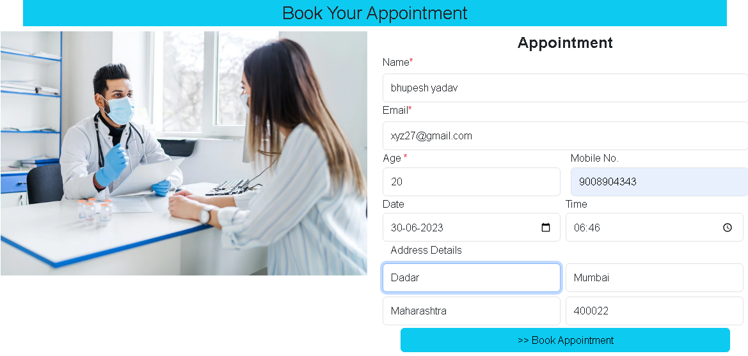 Book Your Appointment
Appointment
Name*
bhupesh yadav
Email*
xyz27@gmail.com
Age * Mobile No.
20 9008904343
Date Time
30-06-2023 06:46
Address Details
Dadar Mumbai
Maharashtra 400022
>> Book Appointment